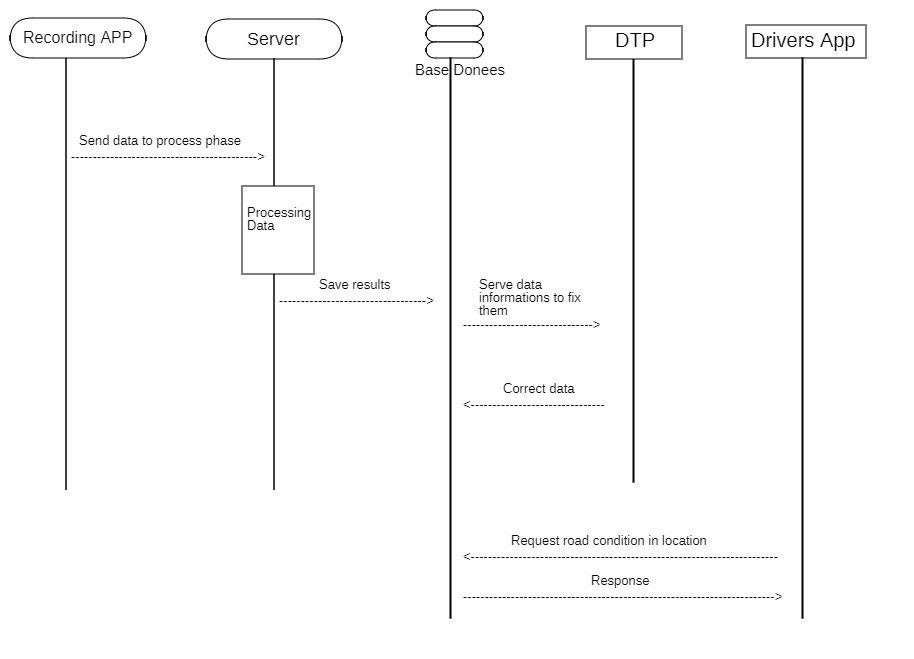 Recording APP
Server
DTP
Drivers App
Base Donees
Send data to process phase
Processing
Data
Save results
Serve data
informations to fix
them
Correct data
Request road condition in location
Response